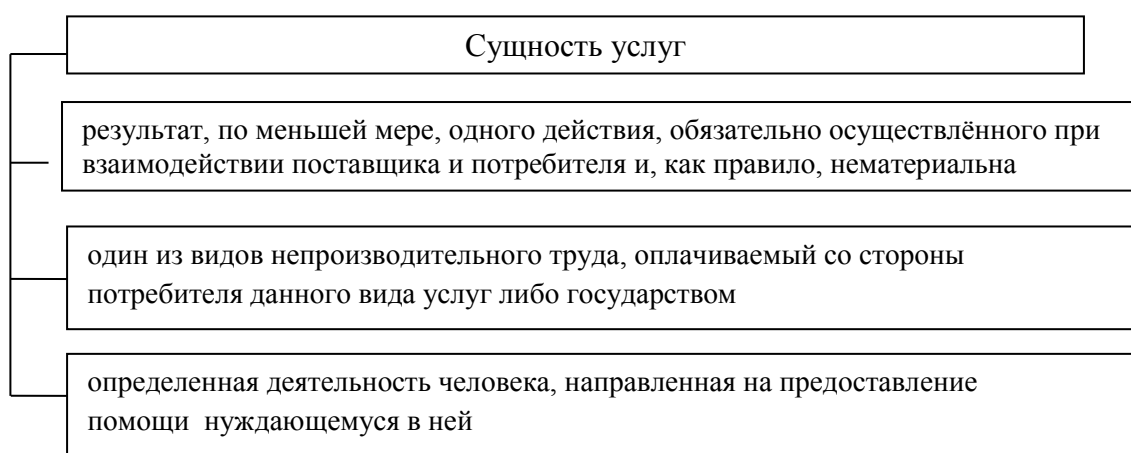 Сущность услуг
результат, по меньшей мере, одного действия, обязательно осуществлённого при
взаимодействии поставщика и потребителя и, как правило, нематериальна
один из видов непроизводительного труда, оплачиваемый со стороны
потребителя данного вида услуг либо государством
определенная деятельность человека, направленная на предоставление
помощи нуждающемуся в ней